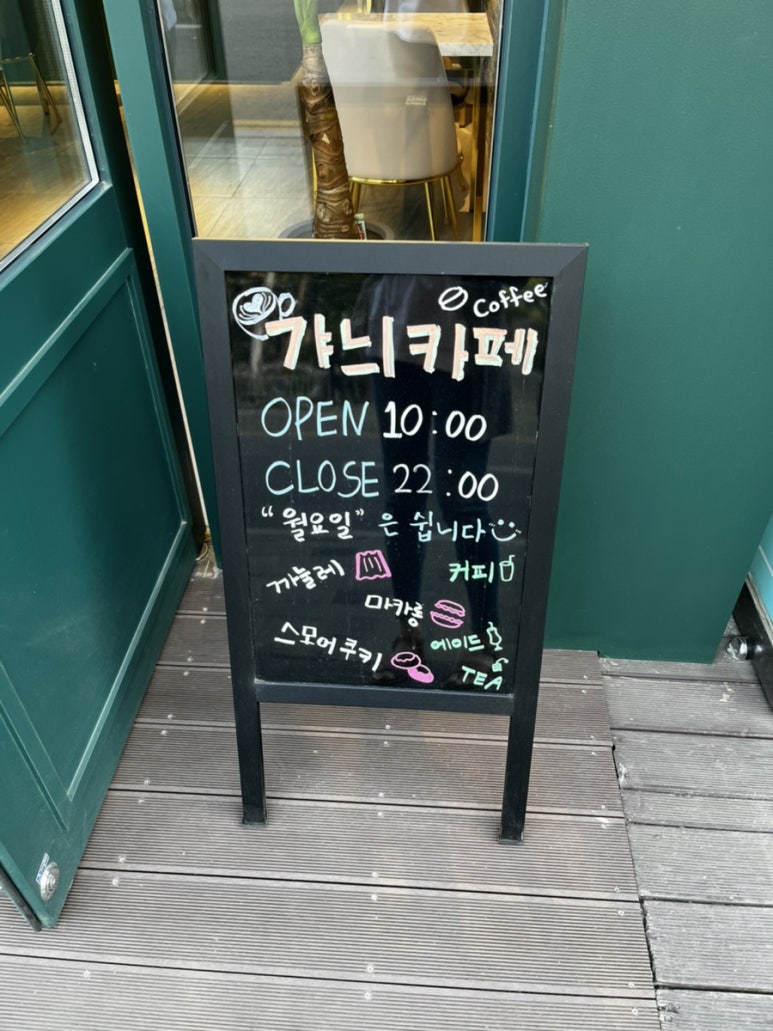 Coffee
갸늬카페
OPEN 10:00
CLOSE 22:00
“월요일”은 쉽니다
까눌레
커피
마카롱
스모어쿠키
에이드
TEA